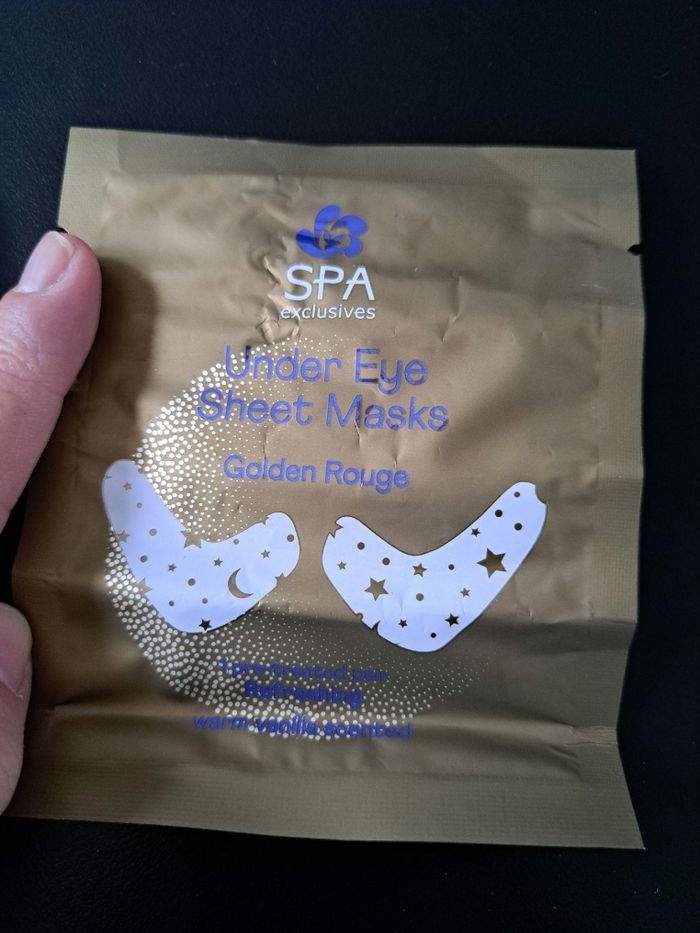 SPA
exclusives
Under Eye
Sheet Masks
Golden Rouge
1 pre-treated pair
Refreshing
warm vanilla scented